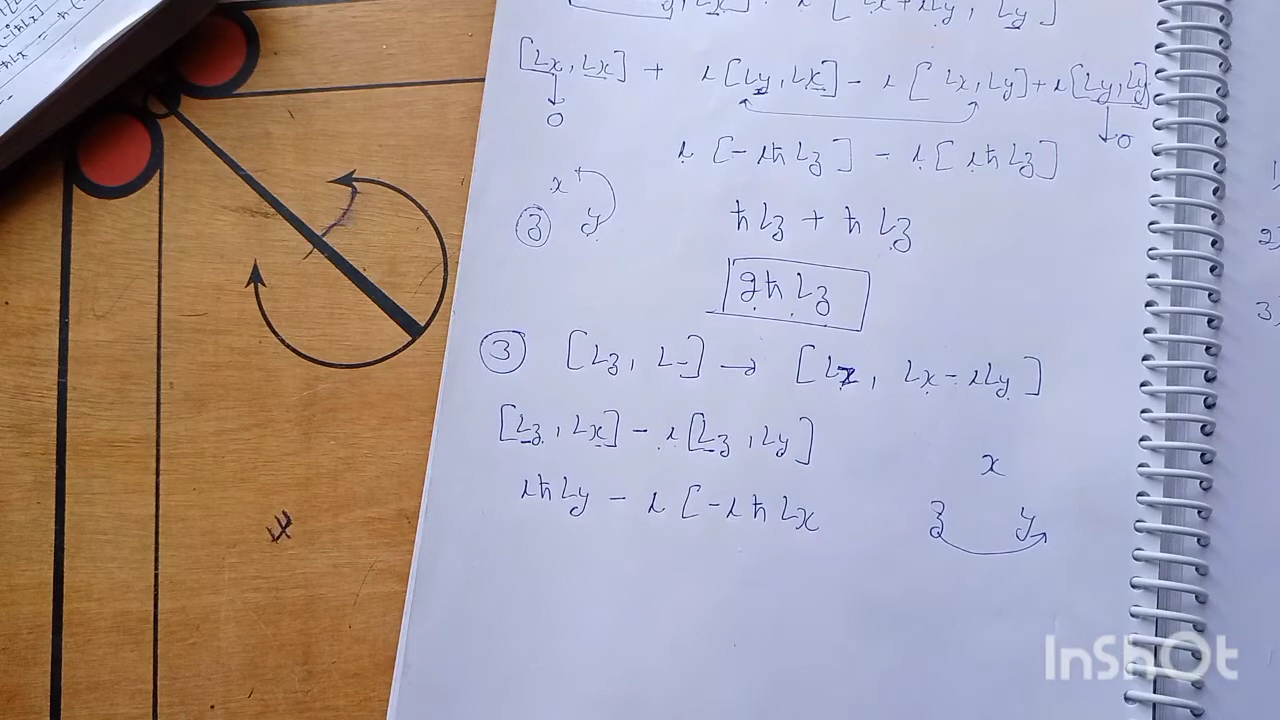 [Lx, Lx] + i[Ly, Lx] - i[Lx, Ly] + i[Ly, Ly]
0
0
i[-iħLz] - i[iħLz]
x
③ y
ħLz + ħLz
2ħLz
③ [Lz, L-] → [Lz, Lx - iLy]
[Lz, Lx] - i[Lz, Ly]
x
iħLy - i[-iħLx
z y
InShOt